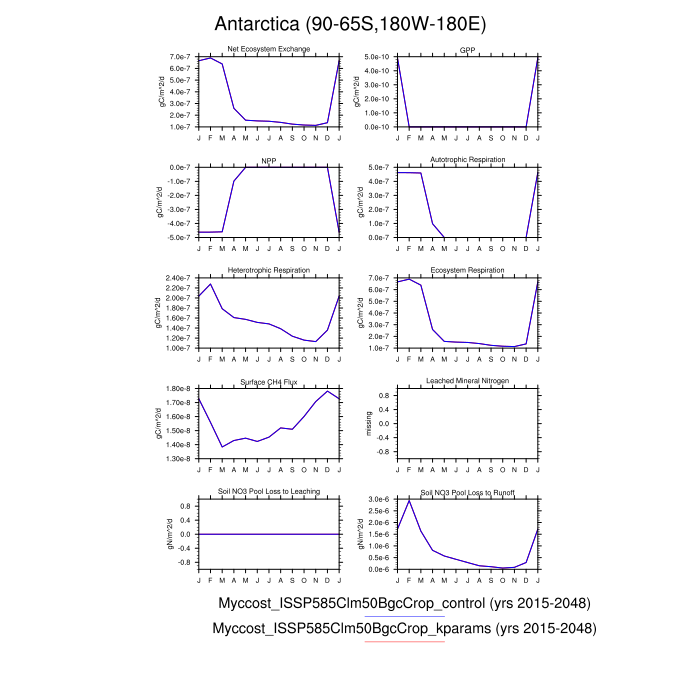 Antarctica (90-65S,180W-180E)
Net Ecosystem Exchange
gC/m^2/d
7.0e-7
6.0e-7
5.0e-7
4.0e-7
3.0e-7
2.0e-7
1.0e-7
J F M A M J J A S O N D J
GPP
gC/m^2/d
5.0e-10
4.0e-10
3.0e-10
2.0e-10
1.0e-10
0.0e-10
J F M A M J J A S O N D J
NPP
gC/m^2/d
0.0e-7
-1.0e-7
-2.0e-7
-3.0e-7
-4.0e-7
-5.0e-7
J F M A M J J A S O N D J
Autotrophic Respiration
gC/m^2/d
5.0e-7
4.0e-7
3.0e-7
2.0e-7
1.0e-7
0.0e-7
J F M A M J J A S O N D J
Heterotrophic Respiration
gC/m^2/d
2.40e-7
2.20e-7
2.00e-7
1.80e-7
1.60e-7
1.40e-7
1.20e-7
1.00e-7
J F M A M J J A S O N D J
Ecosystem Respiration
gC/m^2/d
7.0e-7
6.0e-7
5.0e-7
4.0e-7
3.0e-7
2.0e-7
1.0e-7
J F M A M J J A S O N D J
Surface CH4 Flux
gC/m^2/d
1.80e-8
1.70e-8
1.60e-8
1.50e-8
1.40e-8
1.30e-8
J F M A M J J A S O N D J
Leached Mineral Nitrogen
missing
0.8
0.4
0.0
-0.4
-0.8
J F M A M J J A S O N D J
Soil NO3 Pool Loss to Leaching
gN/m^2/d
0.8
0.4
0.0
-0.4
-0.8
J F M A M J J A S O N D J
Soil NO3 Pool Loss to Runoff
gN/m^2/d
3.0e-6
2.5e-6
2.0e-6
1.5e-6
1.0e-6
0.5e-6
0.0e-6
J F M A M J J A S O N D J
Myccost_ISSP585Clm50BgcCrop_control (yrs 2015-2048)
Myccost_ISSP585Clm50BgcCrop_kparams (yrs 2015-2048)